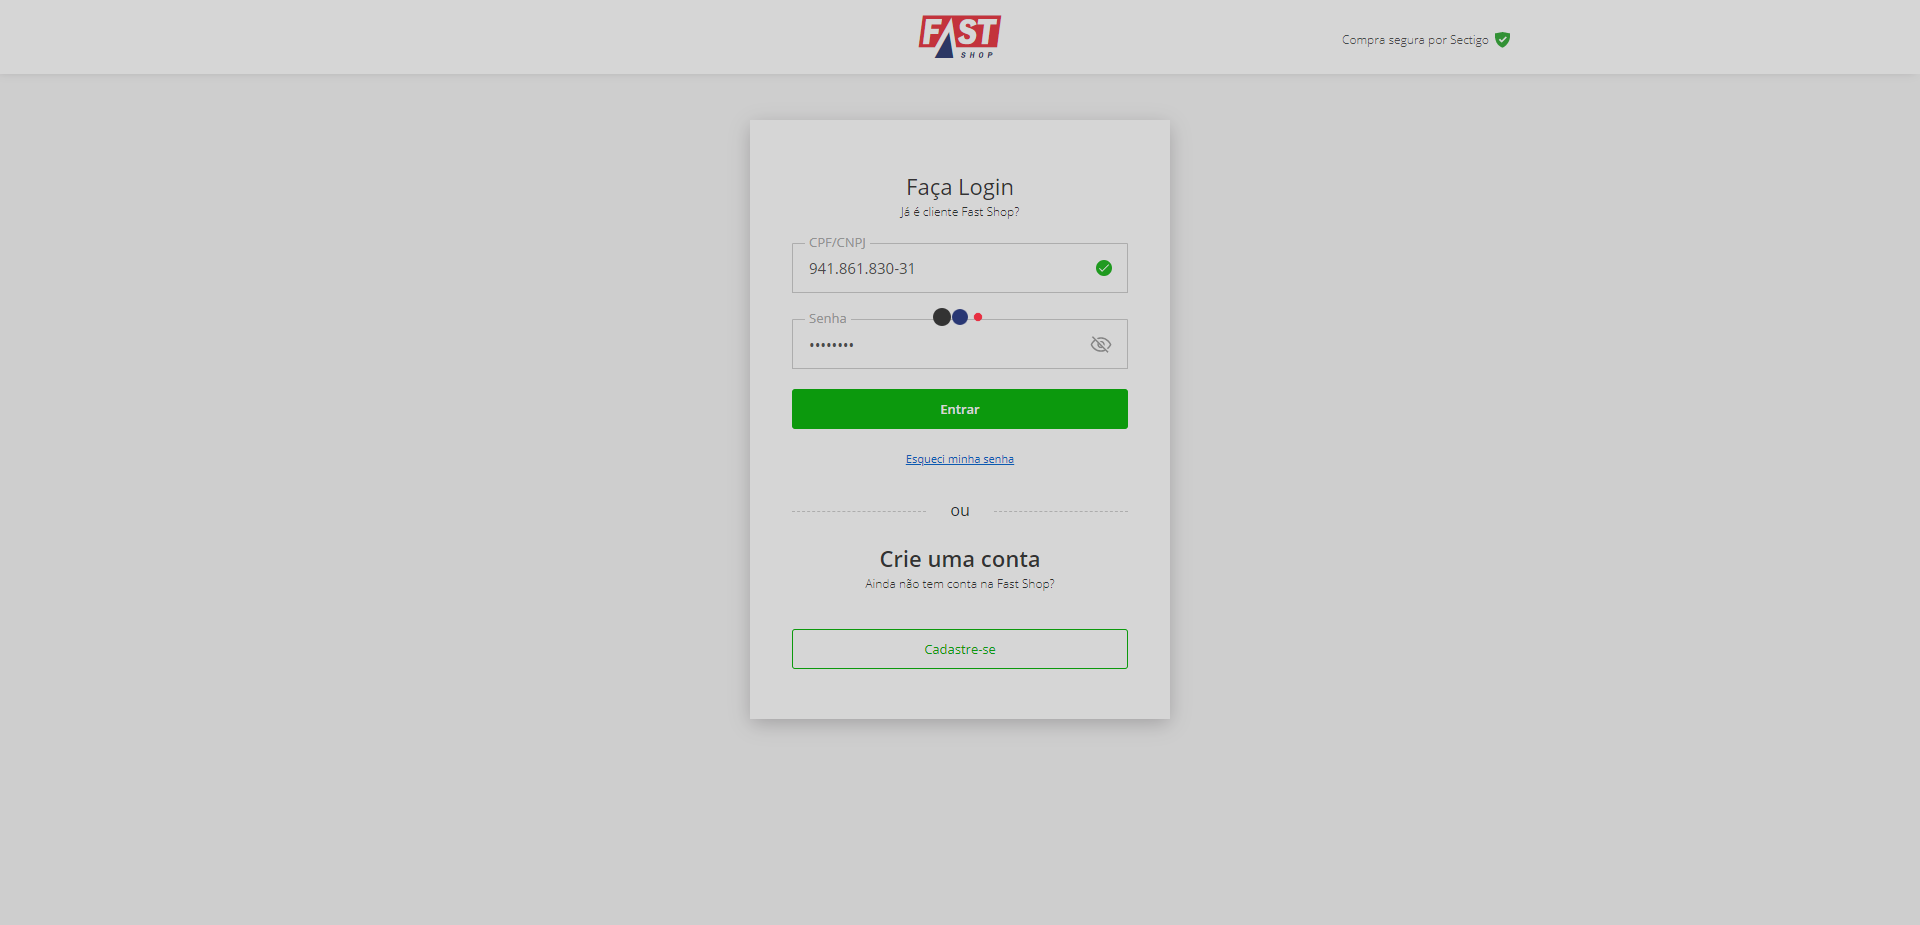 FAST
SHOP
Compra segura por Sectigo
Faça Login
Já é cliente Fast Shop?
CPF/CNPJ
941.861.830-31
Senha
••••••••
Entrar
Esqueci minha senha
ou
Crie uma conta
Ainda não tem conta na Fast Shop?
Cadastre-se